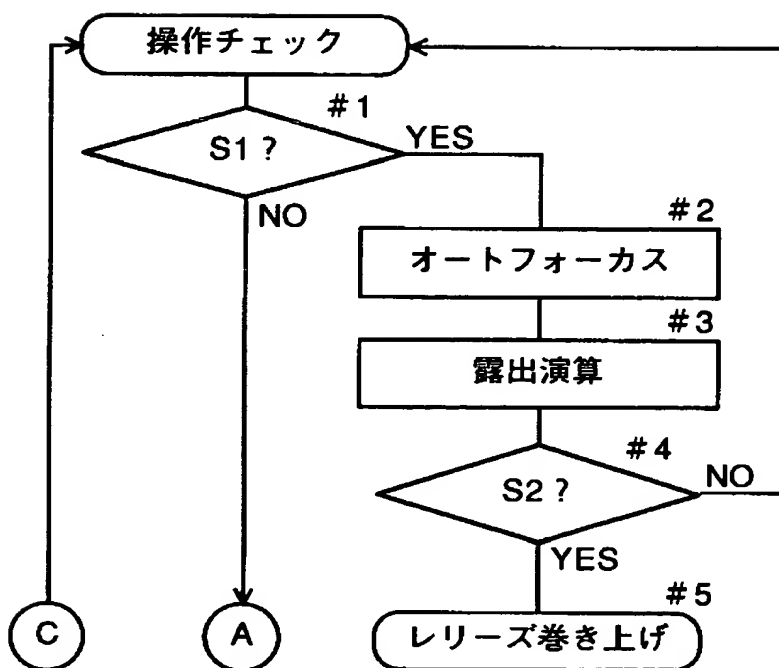 操作チェック
#1
S1?
YES
NO
#2
オートフォーカス
#3
露出演算
#4
S2?
NO
YES
#5
レリーズ巻き上げ
C
A